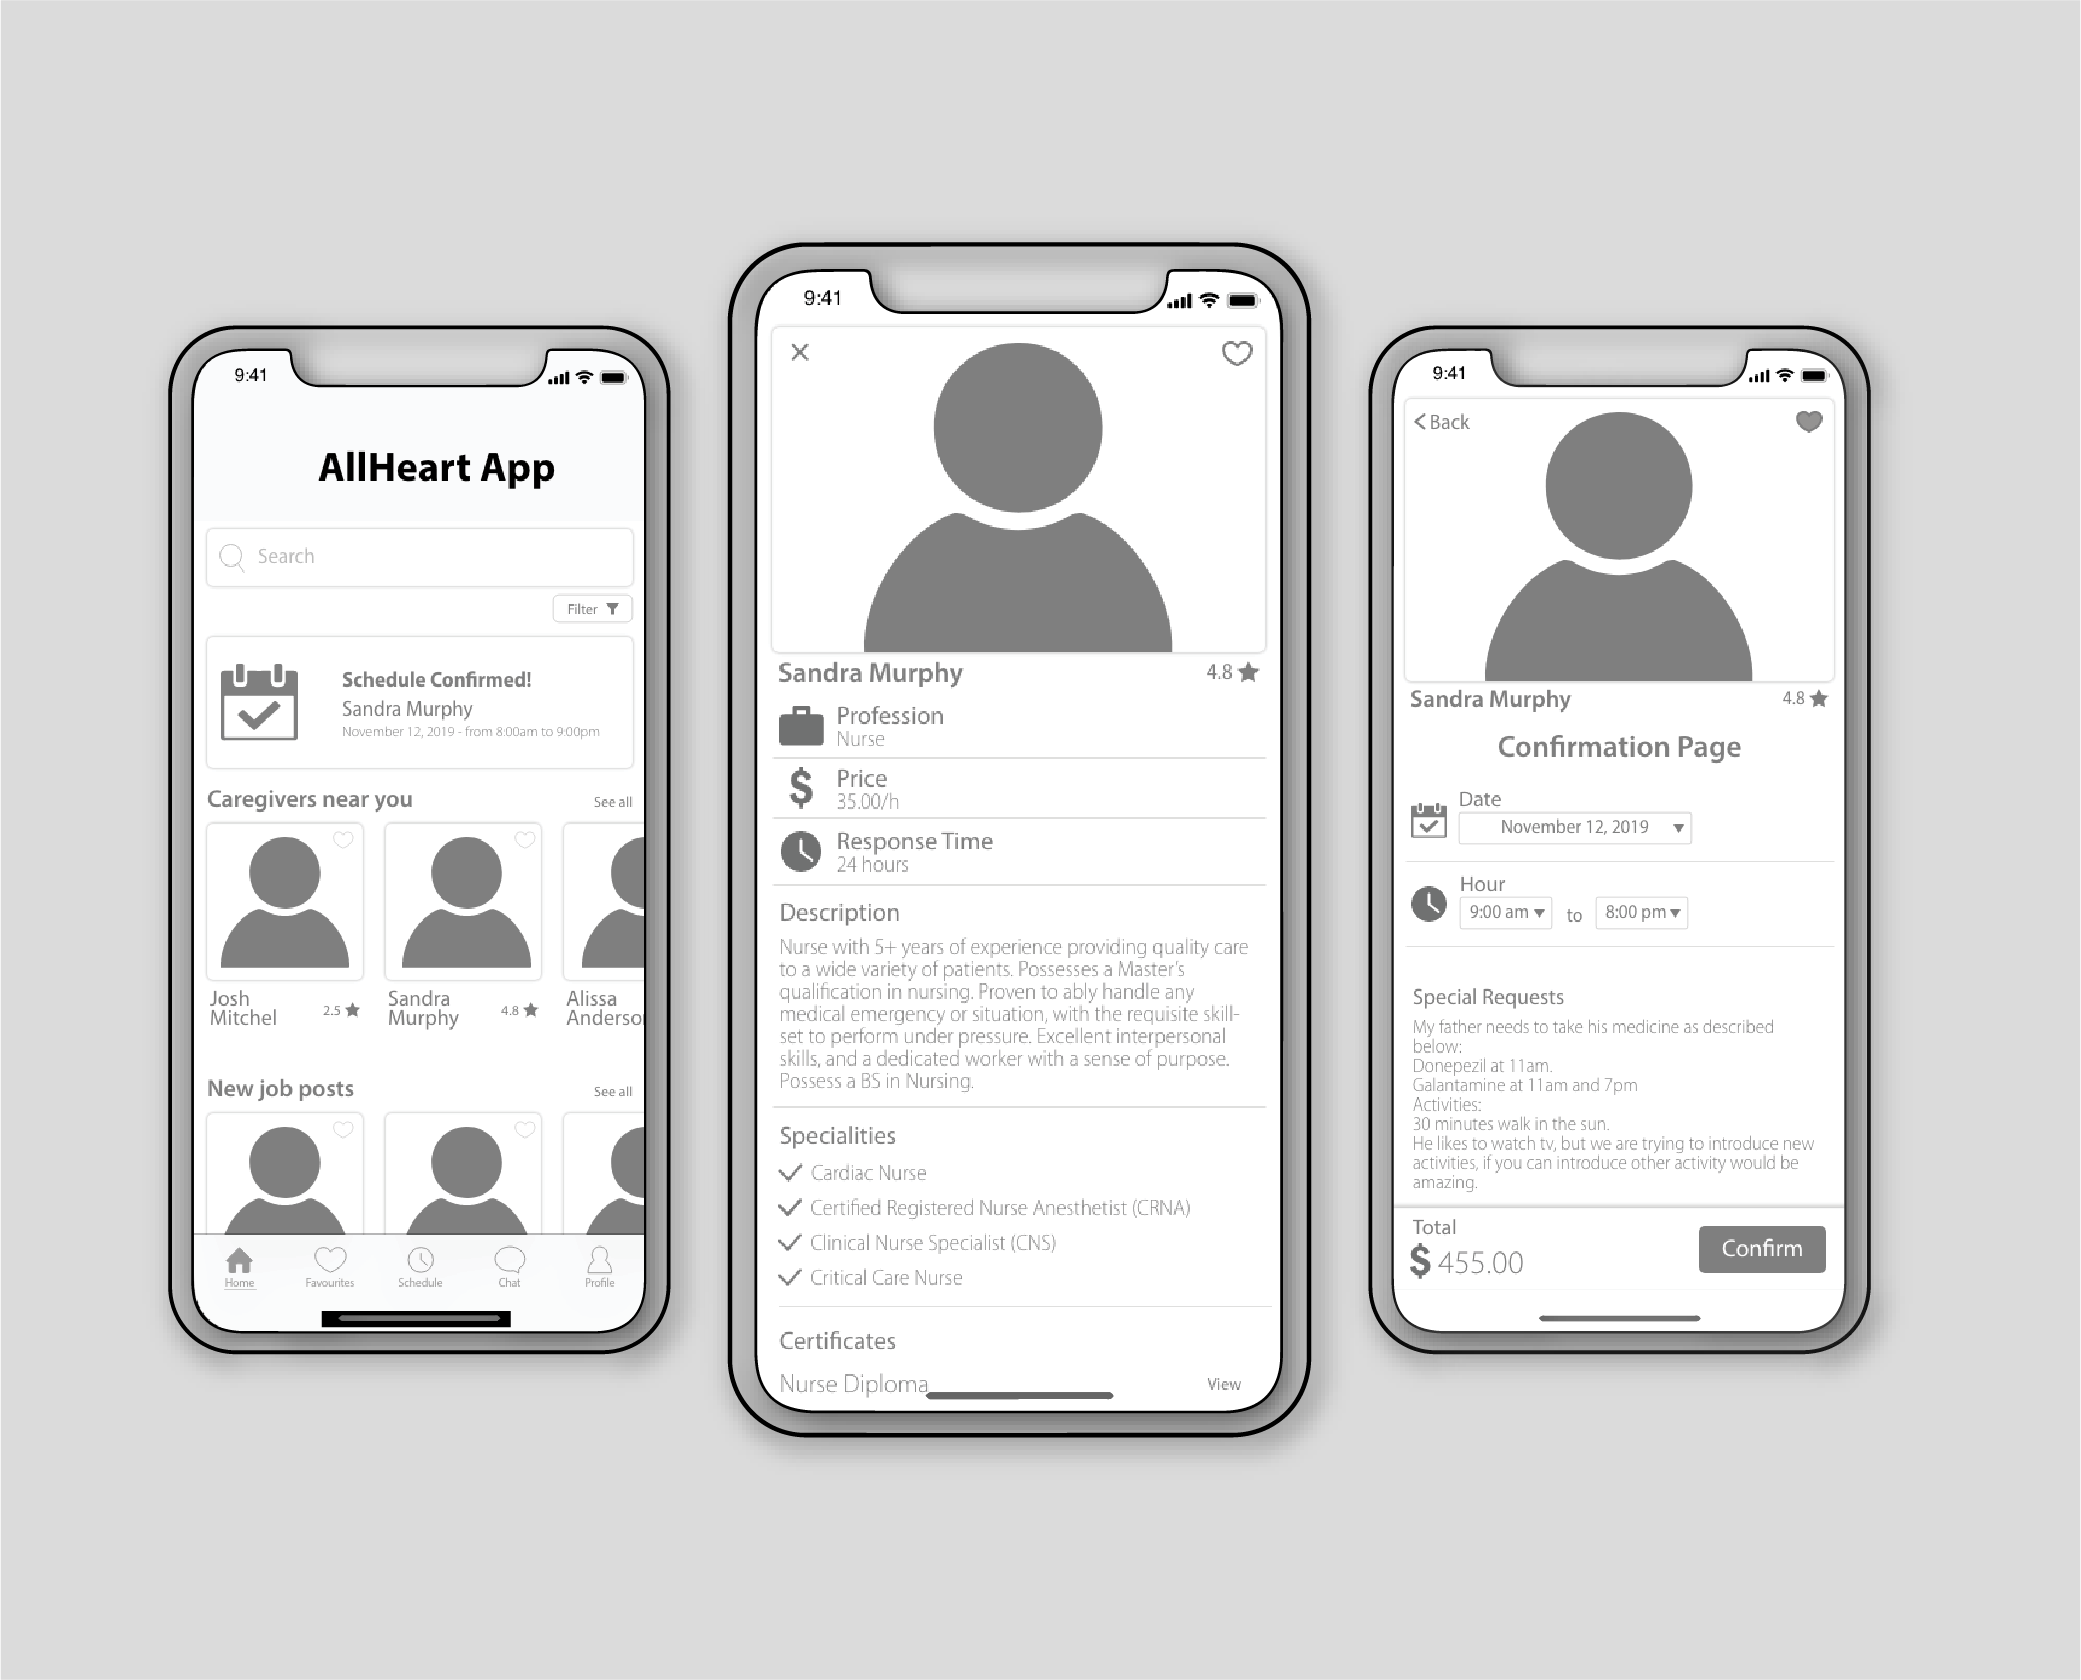 9:41
AllHeart App
Search
Filter
Schedule Confirmed!
Sandra Murphy
November 12, 2019 - from 8:00am to 9:00pm
Caregivers near you
See all
Josh
Mitchel
2.5
Sandra
Murphy
4.8
Alissa
Anderso
New job posts
See all
Home
Favourites
Schedule
Chat
Profile
9:41
Sandra Murphy
4.8
Profession
Nurse
$
Price
35.00/h
Response Time
24 hours
Description
Nurse with 5+ years of experience providing quality care
to a wide variety of patients. Possesses a Master's
qualification in nursing. Proven to ably handle any
medical emergency or situation, with the requisite skill-
set to perform under pressure. Excellent interpersonal
skills, and a dedicated worker with a sense of purpose.
Possess a BS in Nursing.
Specialities
Cardiac Nurse
Certified Registered Nurse Anesthetist (CRNA)
Clinical Nurse Specialist (CNS)
Critical Care Nurse
Certificates
Nurse Diploma
View
9:41
< Back
Sandra Murphy
4.8
Confirmation Page
Date
November 12, 2019
Hour
9:00 am to 8:00 pm
Special Requests
My father needs to take his medicine as described
below:
Donepezil at 11am.
Galantamine at 11am and 7pm
Activities:
30 minutes walk in the sun.
He likes to watch tv, but we are trying to introduce new
activities, if you can introduce other activity would be
amazing.
Total
$ 455.00
Confirm